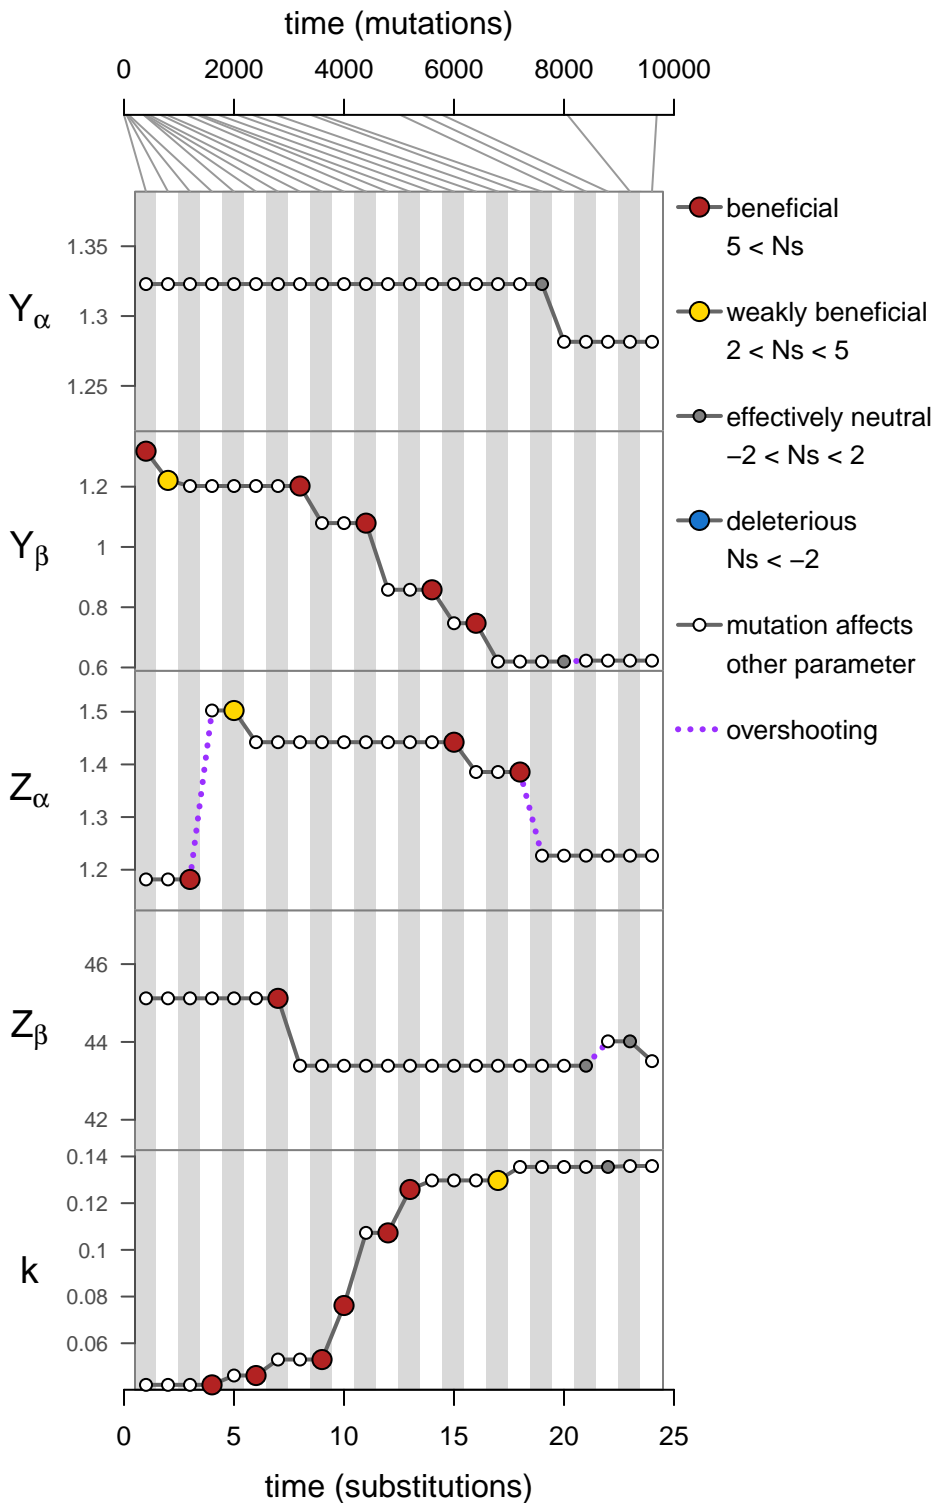 time (mutations)
0 2000 4000 6000 8000 10000
beneficial
5 < Ns
weakly beneficial
2 < Ns < 5
effectively neutral
−2 < Ns < 2
deleterious
Ns < −2
mutation affects
other parameter
overshooting
Yα
1.35
1.3
1.25
Yβ
1.2
1
0.8
0.6
Zα
1.5
1.4
1.3
1.2
Zβ
46
44
42
k
0.14
0.12
0.1
0.08
0.06
0 5 10 15 20 25
time (substitutions)